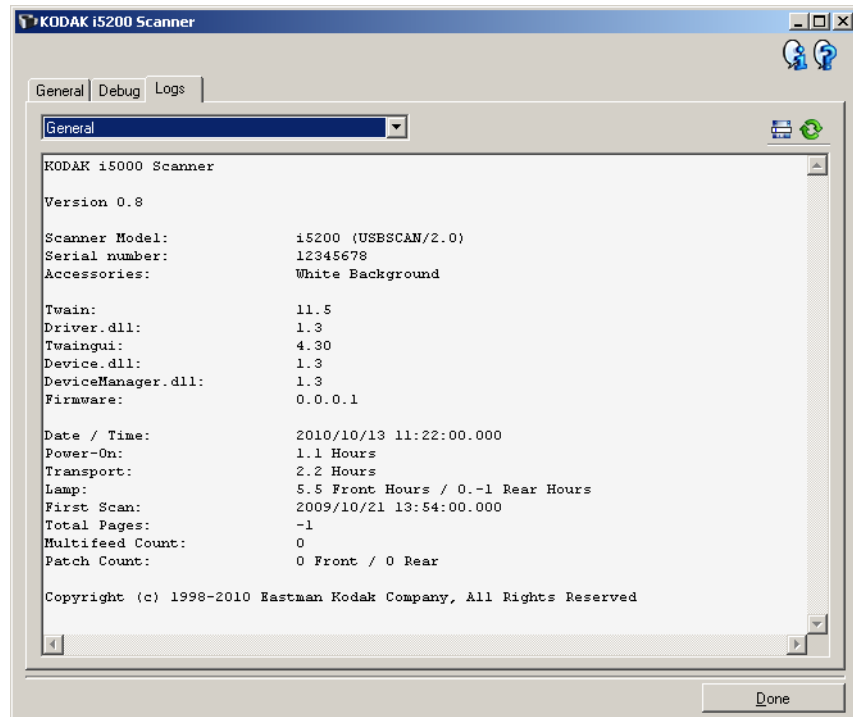 KODAK i5200 Scanner
General Debug Logs
General
KODAK i5000 Scanner
Version 0.8
Scanner Model: i5200 (USBSCAN/2.0)
Serial number: 12345678
Accessories: White Background
Twain: 11.5
Driver.dll: 1.3
Twaingui: 4.30
Device.dll: 1.3
DeviceManager.dll: 1.3
Firmware: 0.0.0.1
Date / Time: 2010/10/13 11:22:00.000
Power-On: 1.1 Hours
Transport: 2.2 Hours
Lamp: 5.5 Front Hours / 0.-1 Rear Hours
First Scan: 2009/10/21 13:54:00.000
Total Pages: -1
Multifeed Count: 0
Patch Count: 0 Front / 0 Rear
Copyright (c) 1998-2010 Eastman Kodak Company, All Rights Reserved
Done